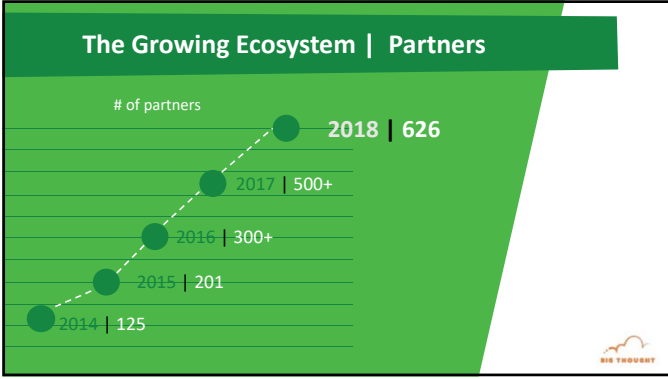 The Growing Ecosystem | Partners
# of partners
2018 | 626
2017 | 500+
2016 | 300+
2015 | 201
2014 | 125
BIG THOUGHT